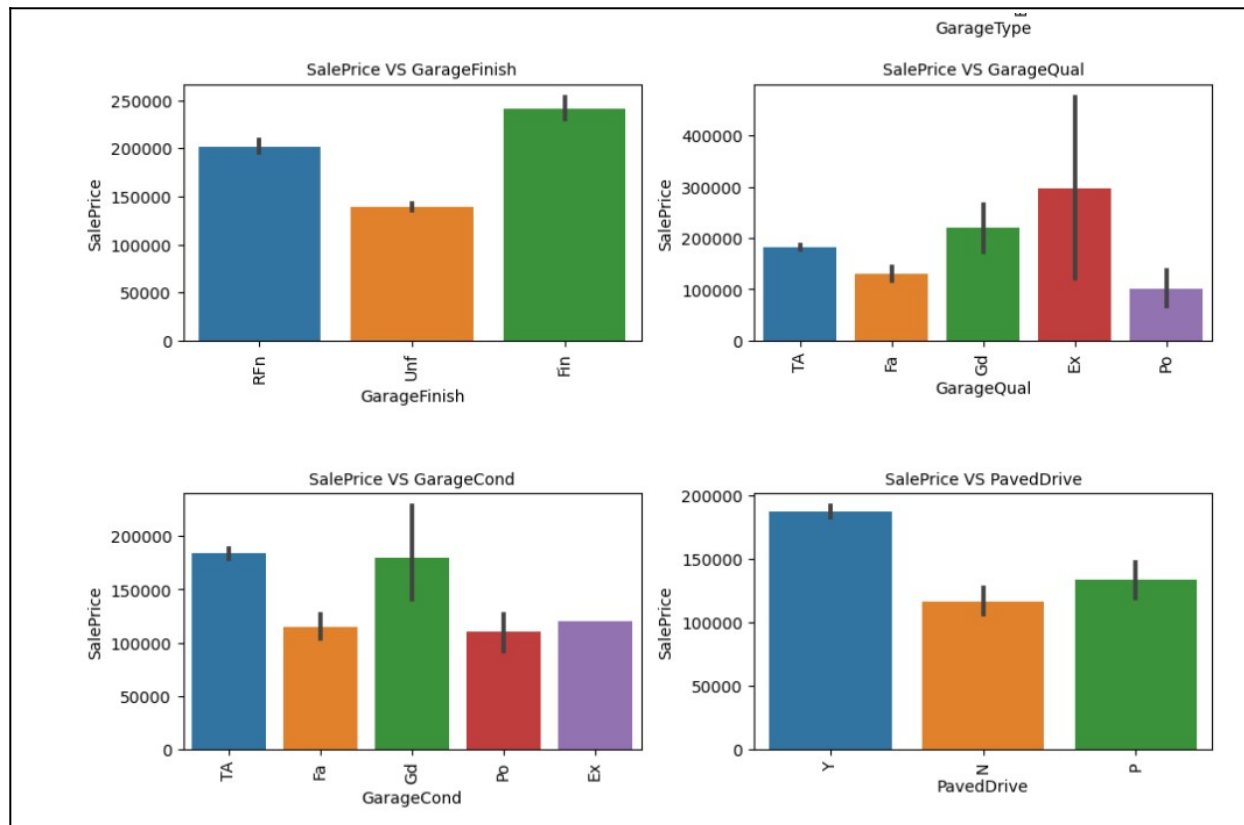 GarageType
SalePrice VS GarageFinish
SalePrice
250000
200000
150000
100000
50000
0
RFn
Unf
Fin
GarageFinish
SalePrice VS GarageQual
SalePrice
400000
300000
200000
100000
0
TA
Fa
Gd
Ex
Po
GarageQual
SalePrice VS GarageCond
SalePrice
200000
150000
100000
50000
0
TA
Fa
Gd
Po
Ex
GarageCond
SalePrice VS PavedDrive
SalePrice
200000
150000
100000
50000
0
Y
N
P
PavedDrive